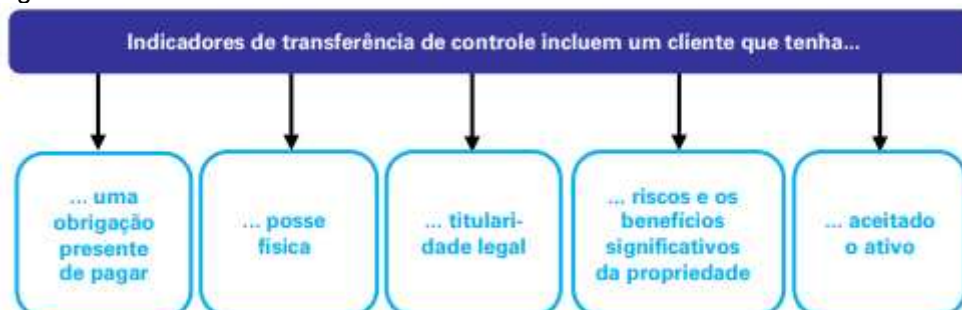 Indicadores de transferência de controle incluem um cliente que tenha...
... uma
obrigação
presente
de pagar
... posse
física
... titulari-
dade legal
... riscos e os
benefícios
significativos
da propriedade
... aceitado
o ativo